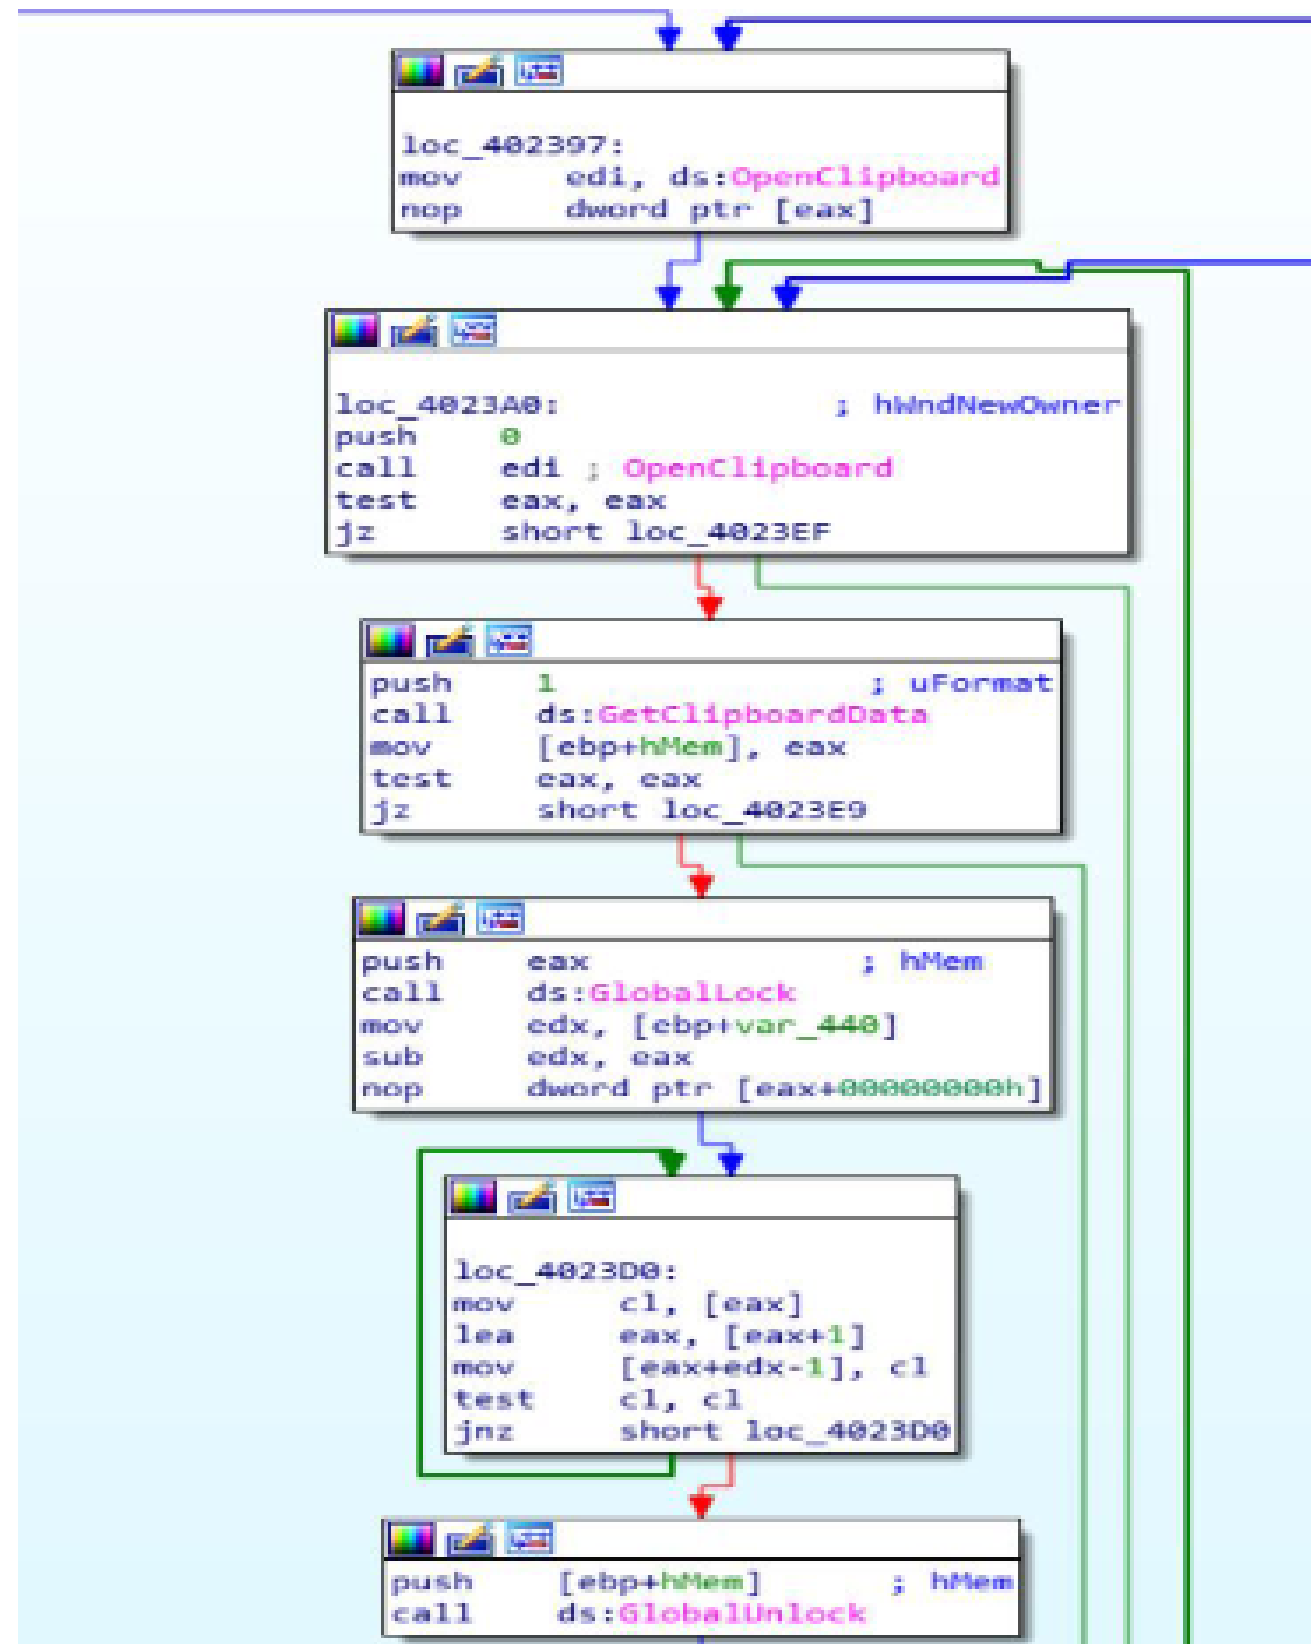 loc_402397:
mov edi, ds:OpenClipboard
nop dword ptr [eax]
loc_4023A0: ; hWndNewOwner
push 0
call edi ; OpenClipboard
test eax, eax
jz short loc_4023EF
push 1 ; uFormat
call ds:GetClipboardData
mov [ebp+hMem], eax
test eax, eax
jz short loc_4023E9
push eax ; hMem
call ds:GlobalLock
mov edx, [ebp+var_440]
sub edx, eax
nop dword ptr [eax+00000000h]
loc_4023D0:
mov cl, [eax]
lea eax, [eax+1]
mov [eax+edx-1], cl
test cl, cl
jnz short loc_4023D0
push [ebp+hMem] ; hMem
call ds:GlobalUnlock